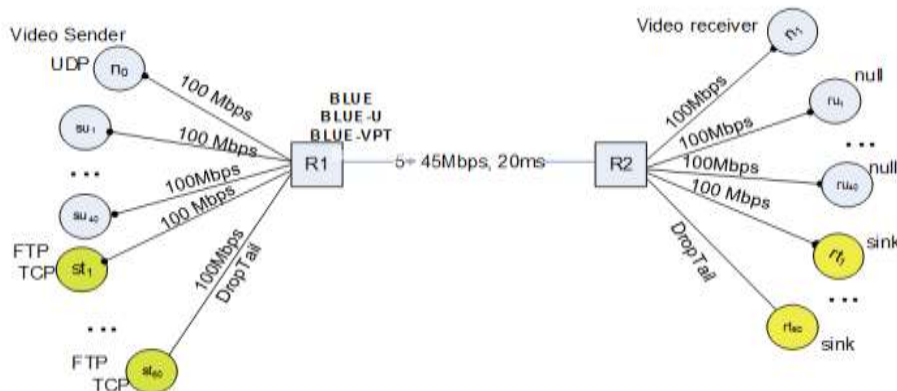 Video Sender
UDP
n0
100 Mbps
su1
100 Mbps
...
100Mbps
su40
100 Mbps
FTP
TCP
st1
100Mbps
DropTail
...
FTP
TCP
st60
BLUE
BLUE-U
BLUE-VPT
R1
5÷ 45Mbps, 20ms
R2
Video receiver
n1
100Mbps
null
ru1
100Mbps
...
100Mbps
null
ru40
100 Mbps
sink
rt1
DropTail
...
rt60
sink